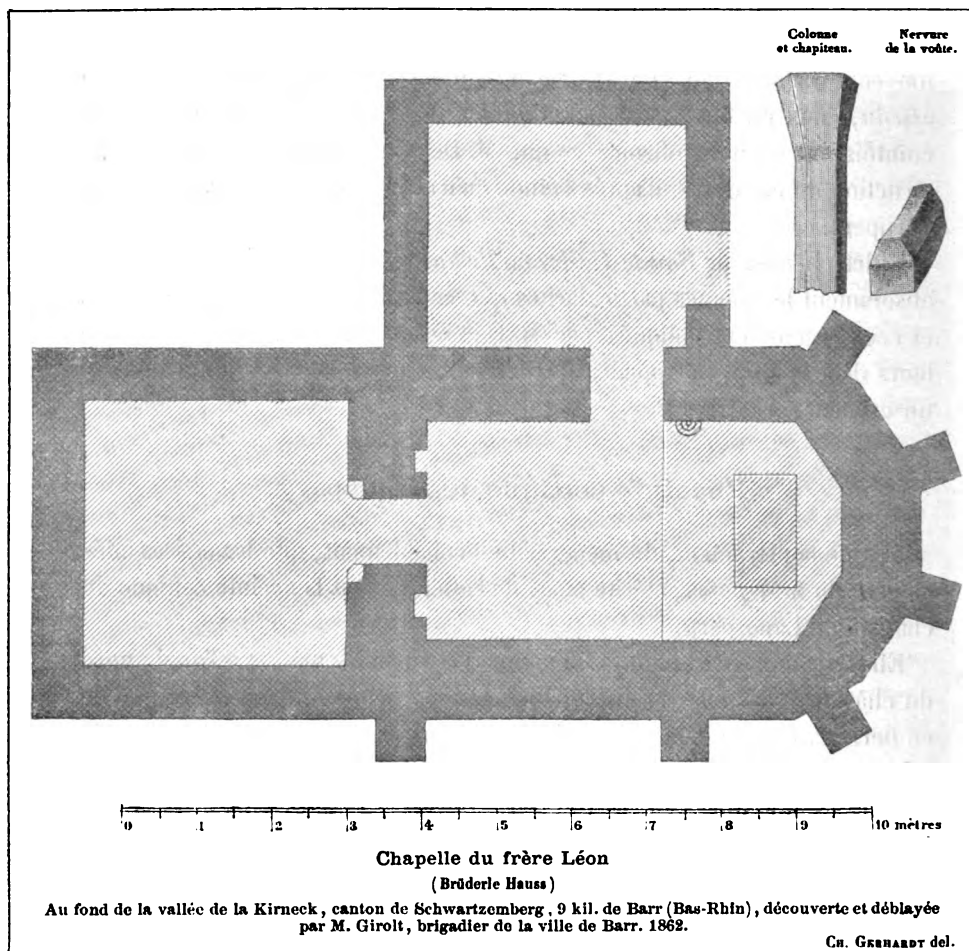 Colonne
et chapiteau.
Nervure
de la voûte.
0 1 2 3 4 5 6 7 8 9 10 mètres
Chapelle du frère Léon
(Brüderle Hauss)
Au fond de la vallée de la Kirneck, canton de Schwartzemberg, 9 kil. de Barr (Bas-Rhin), découverte et déblayée
par M. Girolt, brigadier de la ville de Barr. 1862.
CH. GERHARDT del.